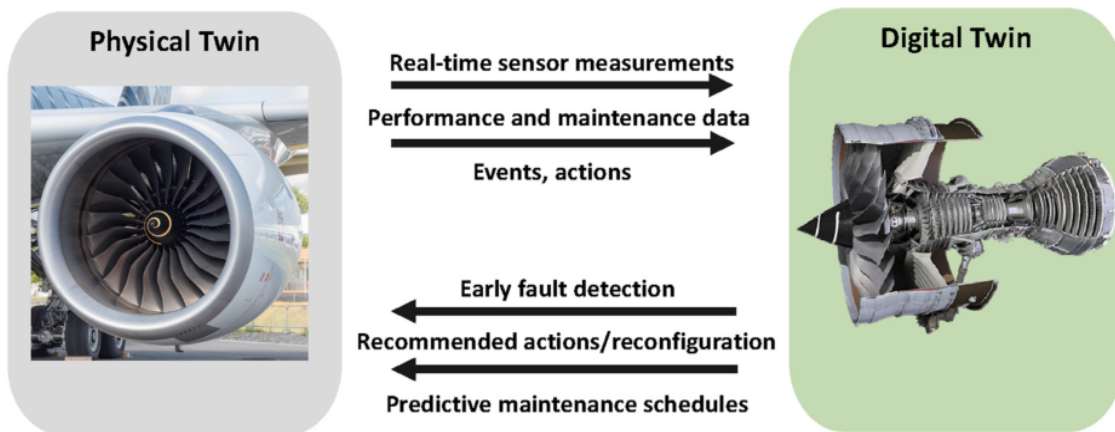 Physical Twin
Digital Twin
Real-time sensor measurements
Performance and maintenance data
Events, actions
Early fault detection
Recommended actions/reconfiguration
Predictive maintenance schedules